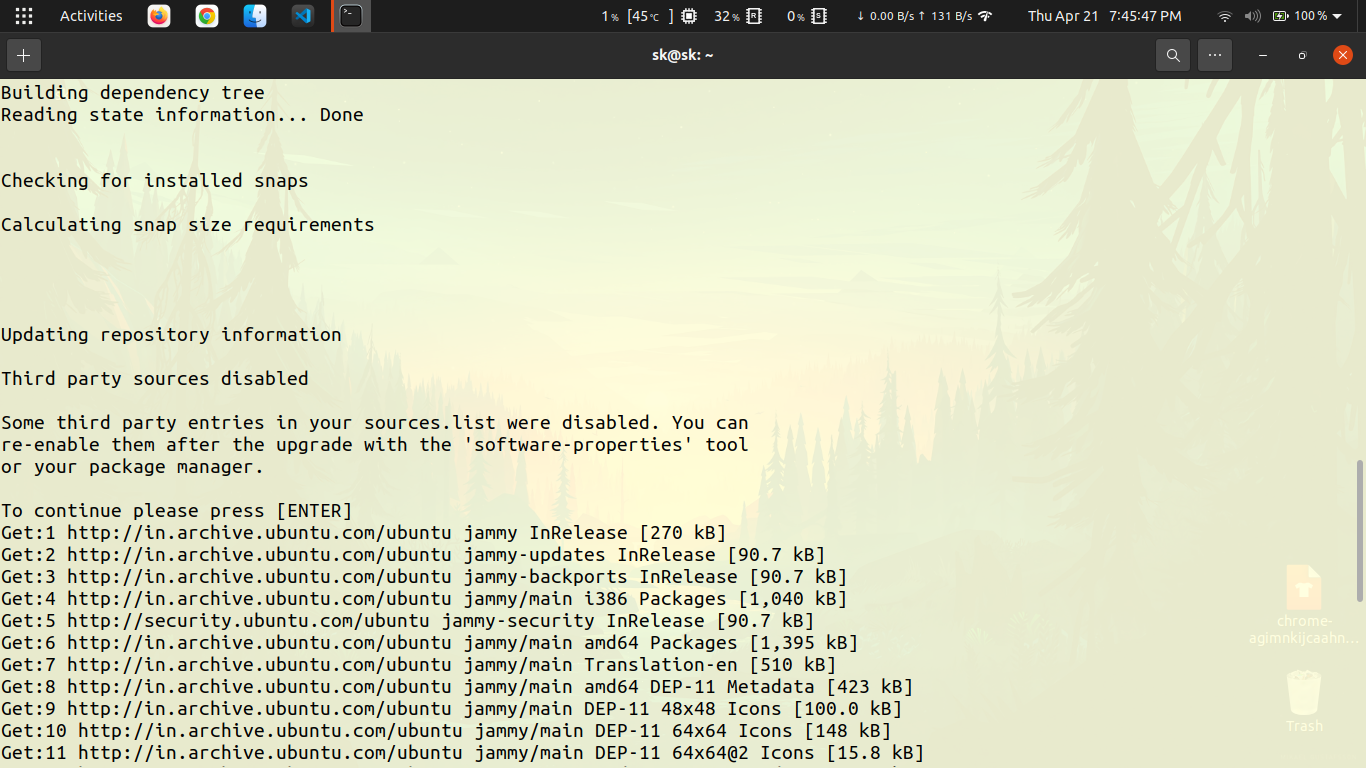 Activities
1 % [45 °C ] 32 % R 0 % S ↓ 0.00 B/s ↑ 131 B/s
Thu Apr 21 7:45:47 PM
100 %
sk@sk: ~
Building dependency tree
Reading state information... Done
Checking for installed snaps
Calculating snap size requirements
Updating repository information
Third party sources disabled
Some third party entries in your sources.list were disabled. You can
re-enable them after the upgrade with the 'software-properties' tool
or your package manager.
To continue please press [ENTER]
Get:1 http://in.archive.ubuntu.com/ubuntu jammy InRelease [270 kB]
Get:2 http://in.archive.ubuntu.com/ubuntu jammy-updates InRelease [90.7 kB]
Get:3 http://in.archive.ubuntu.com/ubuntu jammy-backports InRelease [90.7 kB]
Get:4 http://in.archive.ubuntu.com/ubuntu jammy/main i386 Packages [1,040 kB]
Get:5 http://security.ubuntu.com/ubuntu jammy-security InRelease [90.7 kB]
Get:6 http://in.archive.ubuntu.com/ubuntu jammy/main amd64 Packages [1,395 kB]
Get:7 http://in.archive.ubuntu.com/ubuntu jammy/main Translation-en [510 kB]
Get:8 http://in.archive.ubuntu.com/ubuntu jammy/main amd64 DEP-11 Metadata [423 kB]
Get:9 http://in.archive.ubuntu.com/ubuntu jammy/main DEP-11 48x48 Icons [100.0 kB]
Get:10 http://in.archive.ubuntu.com/ubuntu jammy/main DEP-11 64x64 Icons [148 kB]
Get:11 http://in.archive.ubuntu.com/ubuntu jammy/main DEP-11 64x64@2 Icons [15.8 kB]
chrome-
agimnkijcaahn...
Trash